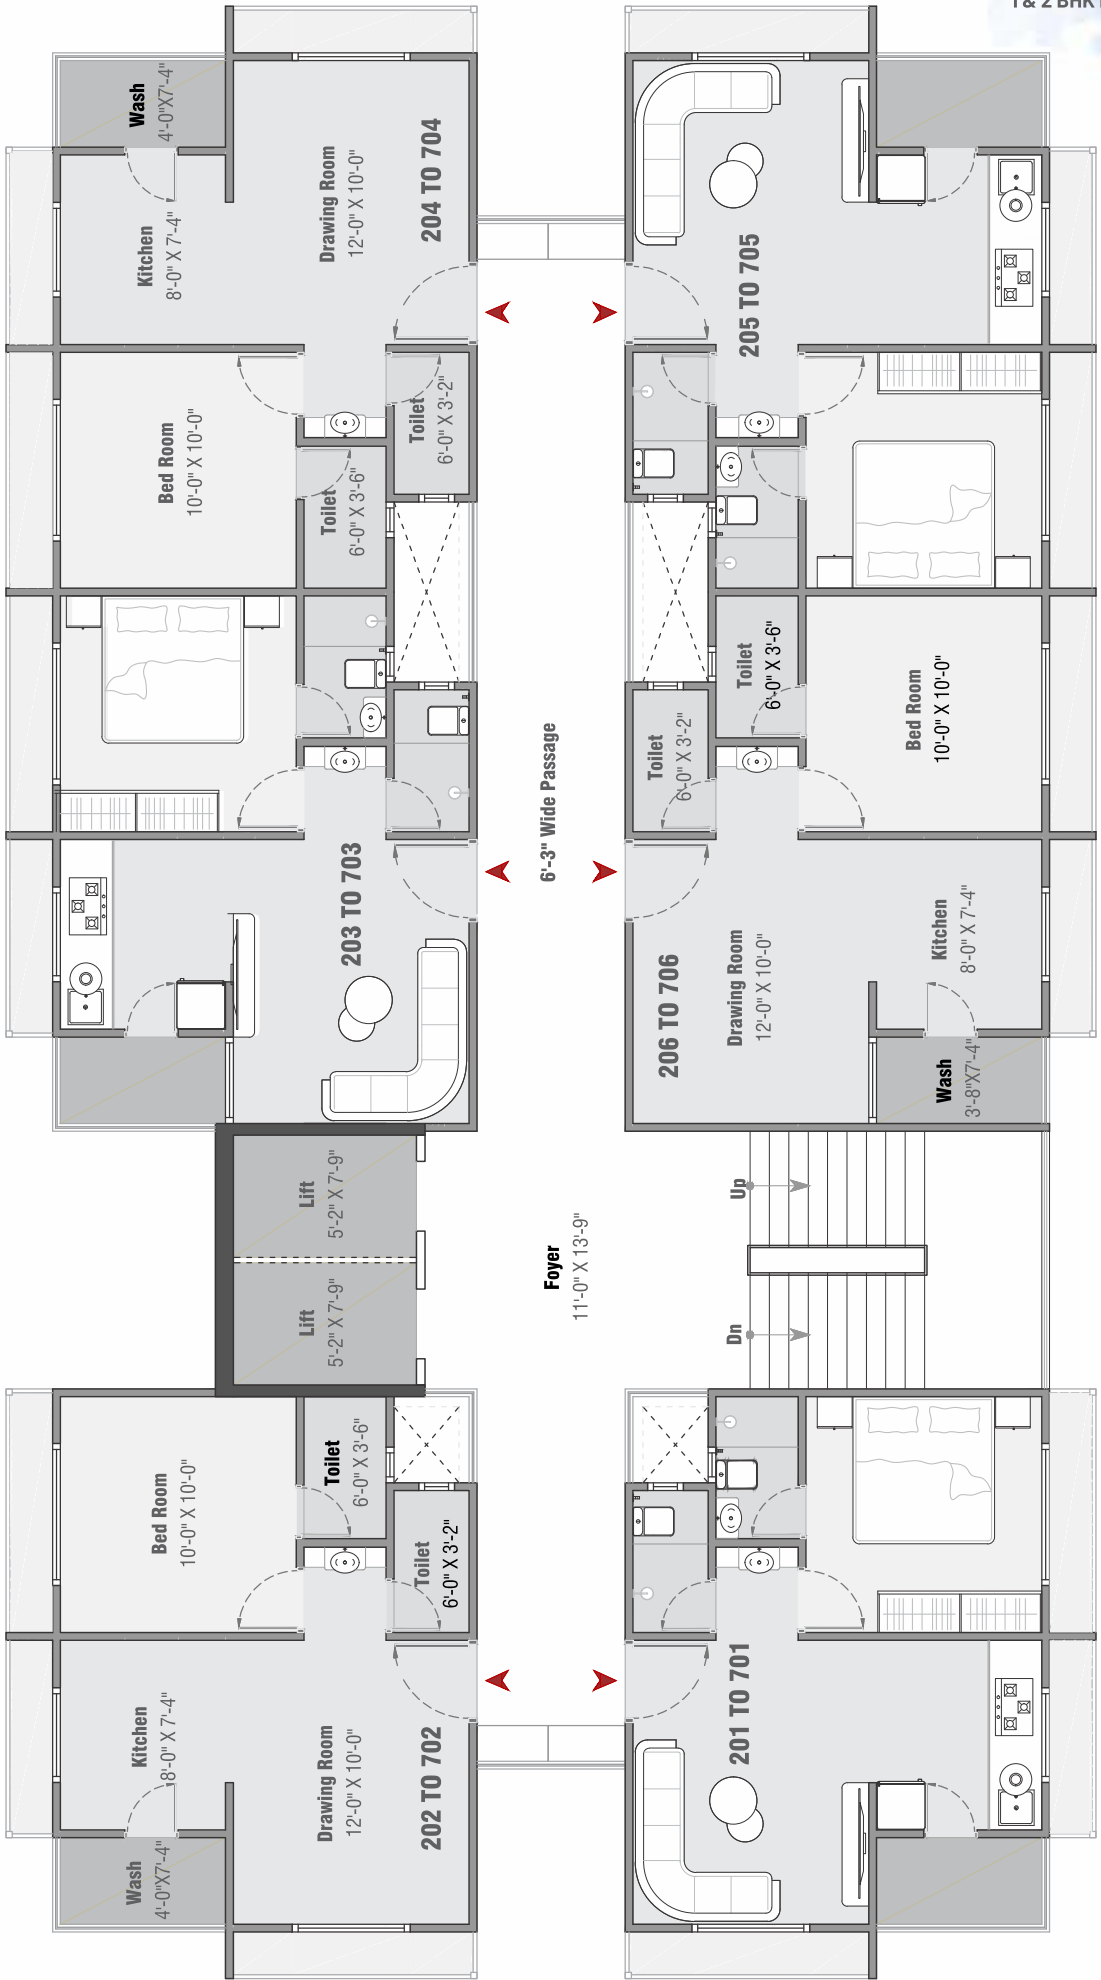 1 & 2 BHK
Wash
4'-0"X7'-4"
Kitchen
8'-0" X 7'-4"
Drawing Room
12'-0" X 10'-0"
204 TO 704
205 TO 705
Bed Room
10'-0" X 10'-0"
Toilet
6'-0" X 3'-2"
Toilet
6'-0" X 3'-6"
Toilet
6'-0" X 3'-6"
Bed Room
10'-0" X 10'-0"
Toilet
6'-0" X 3'-2"
6'-3" Wide Passage
203 TO 703
206 TO 706
Drawing Room
12'-0" X 10'-0"
Kitchen
8'-0" X 7'-4"
Wash
3'-8"X7'-4"
Lift
5'-2" X 7'-9"
Lift
5'-2" X 7'-9"
Foyer
11'-0" X 13'-9"
Up
Dn
Bed Room
10'-0" X 10'-0"
Toilet
6'-0" X 3'-6"
Toilet
6'-0" X 3'-2"
Kitchen
8'-0" X 7'-4"
Drawing Room
12'-0" X 10'-0"
202 TO 702
201 TO 701
Wash
4'-0"X7'-4"